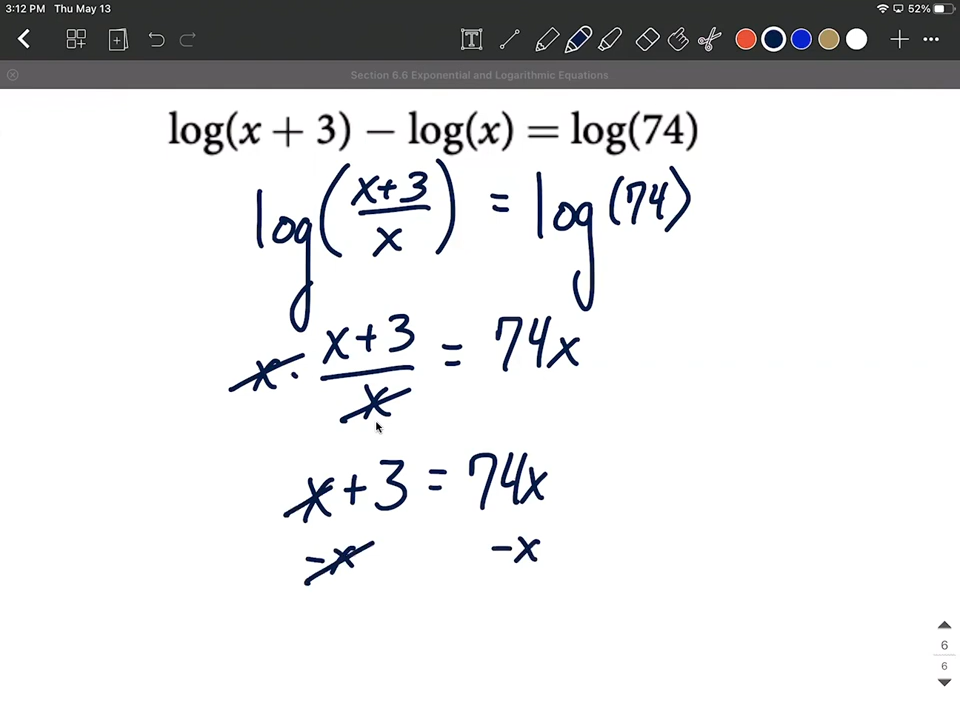 3:12 PM Thu May 13 52%
Section 6.6 Exponential and Logarithmic Equations
log(x + 3) − log(x) = log(74)
log((x+3)/x) = log(74)
x · (x+3)/x = 74x
x+3 = 74x
-x -x
6
6